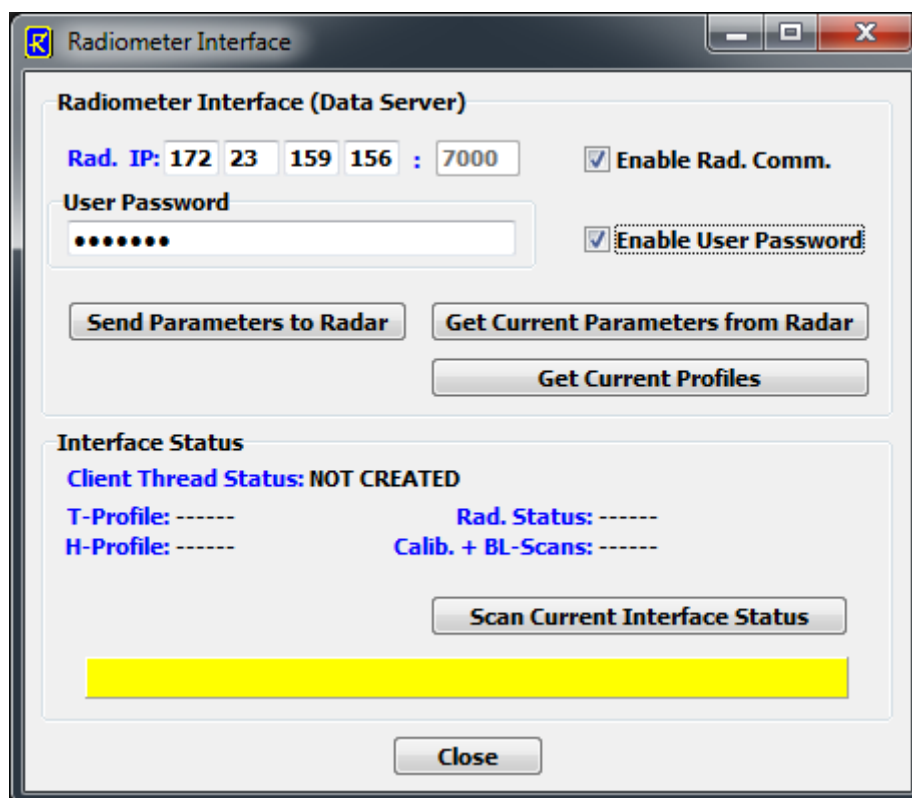 Radiometer Interface
Radiometer Interface (Data Server)
Rad. IP: 172 23 159 156 : 7000
Enable Rad. Comm.
User Password
•••••••
Enable User Password
Send Parameters to Radar
Get Current Parameters from Radar
Get Current Profiles
Interface Status
Client Thread Status: NOT CREATED
T-Profile: ------ Rad. Status: ------
H-Profile: ------ Calib. + BL-Scans: ------
Scan Current Interface Status
Close